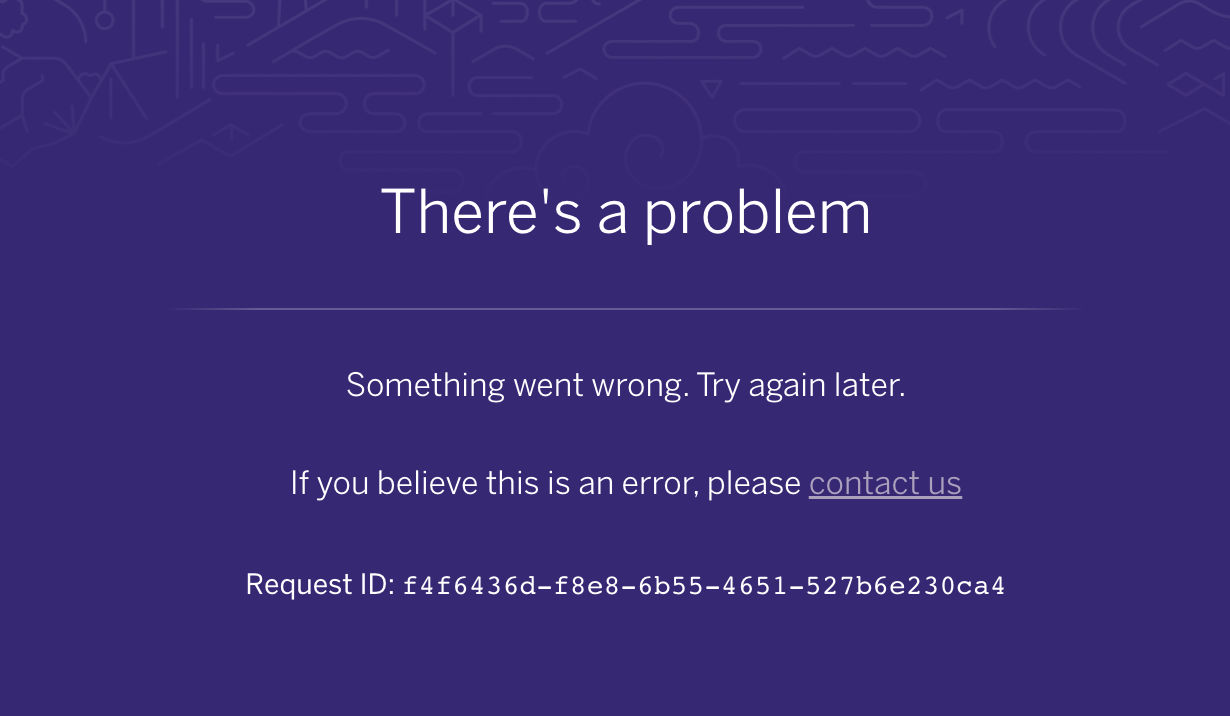 There's a problem
Something went wrong. Try again later.
If you believe this is an error, please contact us
Request ID: f4f6436d-f8e8-6b55-4651-527b6e230ca4